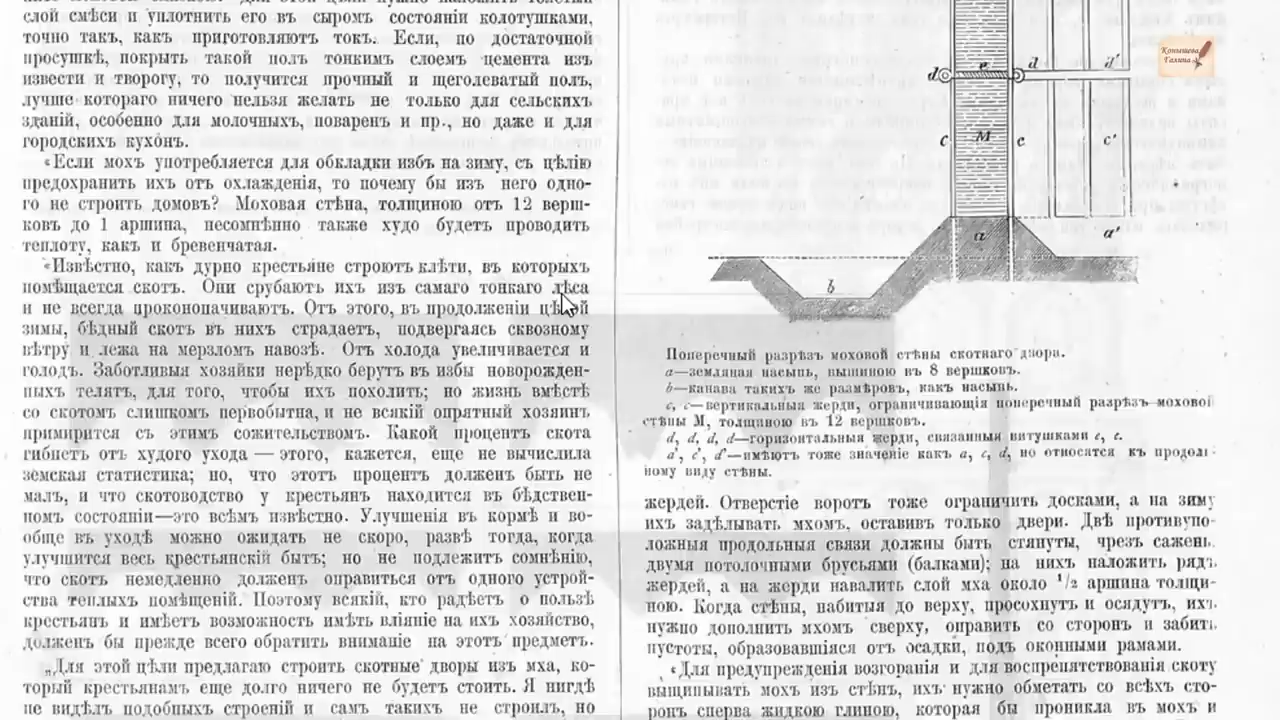 слой смѣси и уплотнить его въ сыромъ состояніи колотушками,
точно такъ, какъ приготовляютъ токъ. Если, по достаточной
просушкѣ, покрыть такой полъ тонкимъ слоемъ цемента изъ
извести и творогу, то получится прочный и щеголеватый полъ,
лучше котораго ничего нельзя желать не только для сельскихъ
зданій, особенно для молочныхъ, поваренъ и пр., но даже и для
городскихъ кухонь.
«Если мохъ употребляется для обкладки избъ на зиму, съ цѣлію
предохранить ихъ отъ охлажденія, то почему бы изъ него одно-
го не строить домовъ? Моховая стѣна, толщиною отъ 12 верш-
ковъ до 1 аршина, несомнѣнно также худо будетъ проводить
теплоту, какъ и бревенчатая.
«Извѣстно, какъ дурно крестьяне строютъ клѣти, въ которыхъ
помѣщается скотъ. Они срубаютъ ихъ изъ самаго тонкаго лѣса
и не всегда проконопачиваютъ. Отъ этого, въ продолженіи цѣлой
зимы, бѣдный скотъ въ нихъ страдаетъ, подвергаясь сквозному
вѣтру и лежа на мерзломъ навозѣ. Отъ холода увеличивается и
голодъ. Заботливыя хозяйки нерѣдко берутъ въ избы новорожден-
ныхъ телятъ, для того, чтобы ихъ похолить; но жизнь вмѣстѣ
со скотомъ слишкомъ первобытна, и не всякій опрятный хозяинъ
примирится съ этимъ сожительствомъ. Какой процентъ скота
гибнетъ отъ худого ухода — этого, кажется, еще не вычислила
земская статистика; но, что этотъ процентъ долженъ быть не
малъ, и что скотоводство у крестьянъ находится въ бѣдствен-
номъ состояніи—это всѣмъ извѣстно. Улучшенія въ кормѣ и во-
обще въ уходѣ можно ожидать не скоро, развѣ тогда, когда
улучшится весь крестьянскій бытъ; но не подлежитъ сомнѣнію,
что скотъ немедленно долженъ оправиться отъ одного устрой-
ства теплыхъ помѣщеній. Поэтому всякій, кто радѣетъ о пользѣ
крестьянъ и имѣетъ возможность имѣть вліяніе на ихъ хозяйство,
долженъ бы прежде всего обратить вниманіе на этотъ предметъ.
„Для этой цѣли предлагаю строить скотные дворы изъ мха, ко-
торый крестьянамъ еще долго ничего не будетъ стоить. Я нигдѣ
не видѣлъ подобныхъ строеній и самъ такихъ не строилъ, но
Конышева
Галина
d e d d'
c M c c'
a a'
b
Поперечный разрѣзъ моховой стѣны скотнаго двора.
a—земляная насыпь, вышиною въ 8 вершковъ.
b—канава такихъ же размѣровъ, какъ насыпь.
c, c—вертикальныя жерди, ограничивающія поперечный разрѣзъ моховой
стѣны M, толщиною въ 12 вершковъ.
d, d, d, d—горизонтальныя жерди, связанныя витушками e, e.
a', c', d'—имѣютъ тоже значеніе какъ a, c, d, но относятся къ продоль-
ному виду стѣны.
жердей. Отверстіе воротъ тоже ограничить досками, а на зиму
ихъ задѣлывать мхомъ, оставивъ только двери. Двѣ противупо-
ложныя продольныя связи должны быть стянуты, чрезъ сажень,
двумя потолочными брусьями (балками); на нихъ наложить рядъ
жердей, а на жерди навалить слой мха около 1/2 аршина толщи-
ною. Когда стѣны, набитыя до верху, просохнутъ и осядутъ, ихъ
нужно дополнить мхомъ сверху, оправить со сторонъ и забить
пустоты, образовавшіяся отъ осадки, подъ оконными рамами.
«Для предупрежденія возгоранія и для воспрепятствованія скоту
выщипывать мохъ изъ стѣнъ, ихъ нужно обметать со всѣхъ сто-
ронъ сперва жидкою глиною, которая бы проникла въ мохъ и